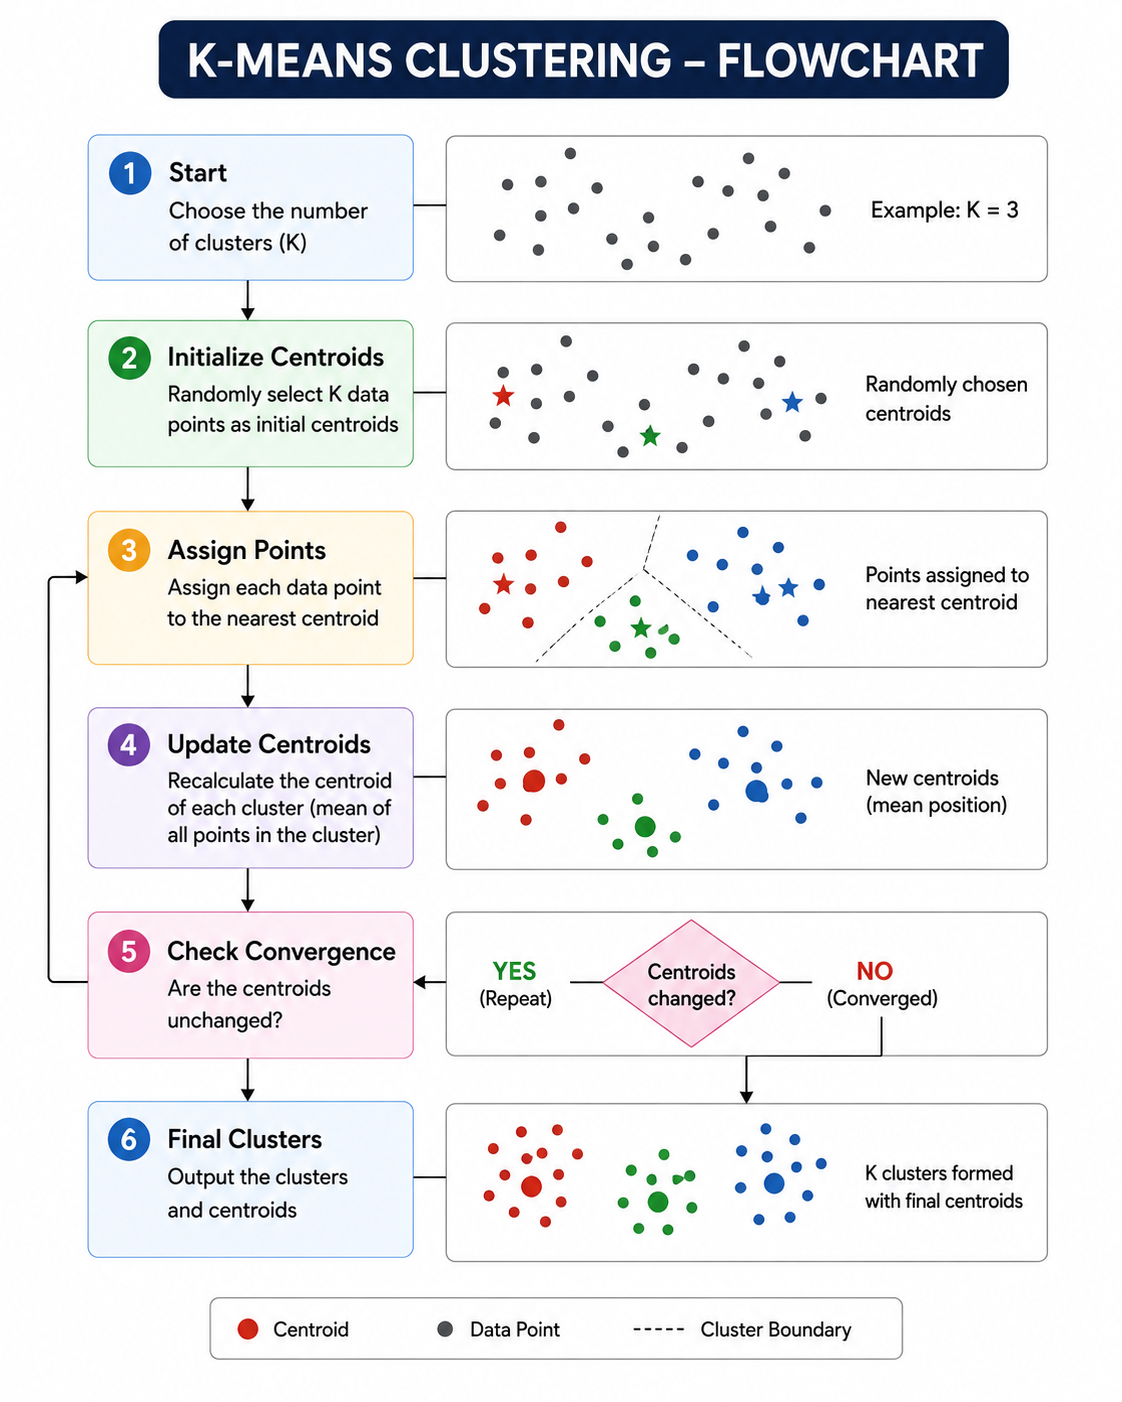 K-MEANS CLUSTERING – FLOWCHART
1 Start
Choose the number
of clusters (K)
Example: K = 3
2 Initialize Centroids
Randomly select K data
points as initial centroids
Randomly chosen
centroids
3 Assign Points
Assign each data point
to the nearest centroid
Points assigned to
nearest centroid
4 Update Centroids
Recalculate the centroid
of each cluster (mean of
all points in the cluster)
New centroids
(mean position)
5 Check Convergence
Are the centroids
unchanged?
YES
(Repeat)
Centroids
changed?
NO
(Converged)
6 Final Clusters
Output the clusters
and centroids
K clusters formed
with final centroids
Centroid
Data Point
Cluster Boundary